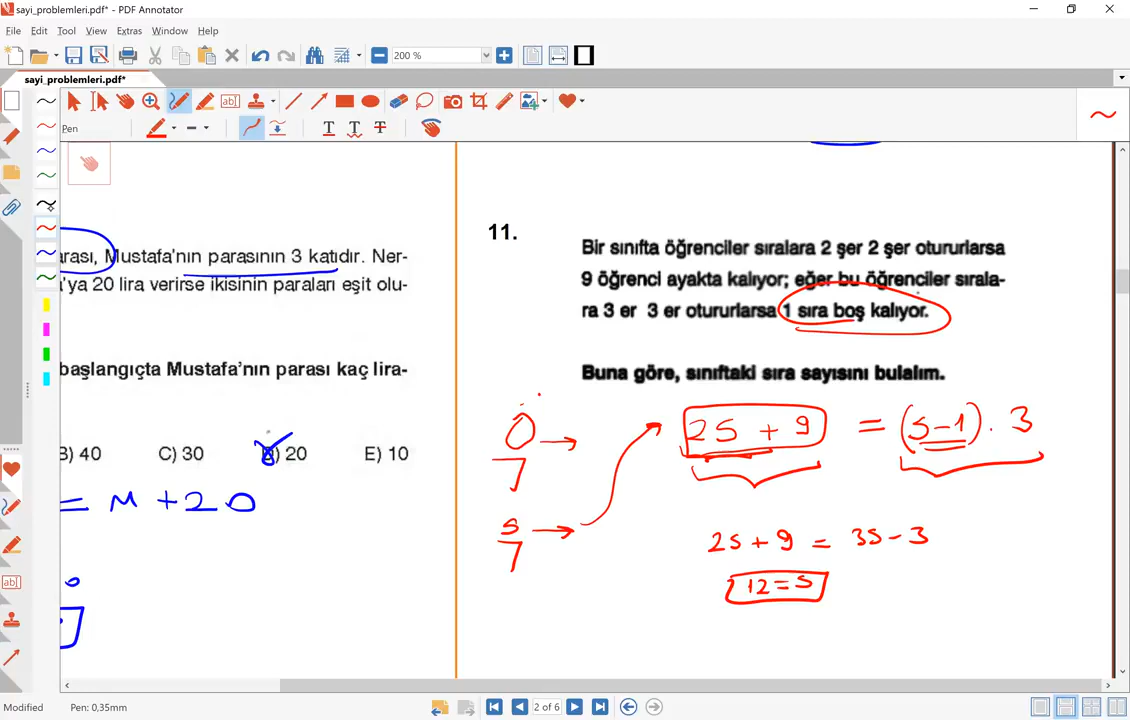 sayi_problemleri.pdf* - PDF Annotator
File Edit Tool View Extras Window Help
200 %
sayi_problemleri.pdf*
Pen
arası, Mustafa'nın parasının 3 katıdır. Ner-
'ya 20 lira verirse ikisinin paraları eşit olu-
başlangıçta Mustafa'nın parası kaç lira-
B) 40 C) 30 D) 20 E) 10
= M + 20
11.
Bir sınıfta öğrenciler sıralara 2 şer 2 şer otururlarsa
9 öğrenci ayakta kalıyor; eğer bu öğrenciler sırala-
ra 3 er 3 er otururlarsa 1 sıra boş kalıyor.
Buna göre, sınıftaki sıra sayısını bulalım.
Ö → 2S + 9 = (S-1) . 3
S →
2S + 9 = 3S - 3
12 = S
Modified Pen: 0,35mm 2 of 6